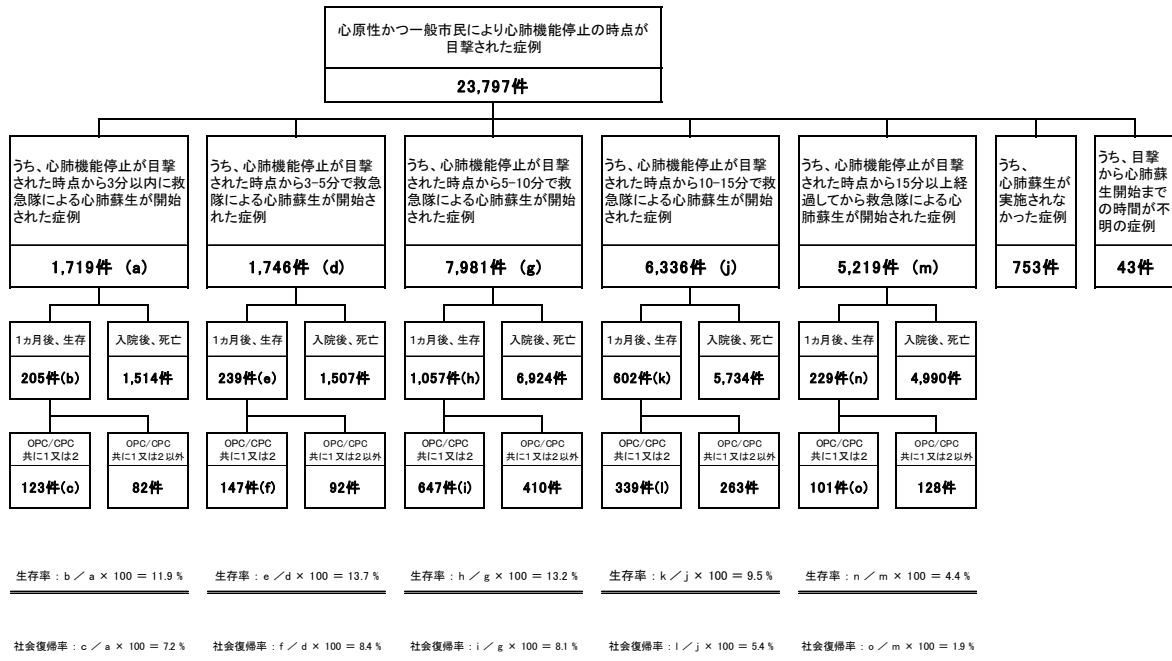 心原性かつ一般市民により心肺機能停止の時点が
目撃された症例
23,797件
うち、心肺機能停止が目撃
された時点から3分以内に救
急隊による心肺蘇生が開始
された症例
1,719件 (a)
うち、心肺機能停止が目撃
された時点から3-5分で救急
隊による心肺蘇生が開始さ
れた症例
1,746件 (d)
うち、心肺機能停止が目撃
された時点から5-10分で救
急隊による心肺蘇生が開始
された症例
7,981件 (g)
うち、心肺機能停止が目撃
された時点から10-15分で救
急隊による心肺蘇生が開始
された症例
6,336件 (j)
うち、心肺機能停止が目撃
された時点から15分以上経
過してから救急隊による心
肺蘇生が開始された症例
5,219件 (m)
うち、
心肺蘇生が
実施されな
かった症例
753件
うち、目撃
から心肺蘇
生開始まで
の時間が不
明の症例
43件
1ヵ月後、生存
205件(b)
入院後、死亡
1,514件
1ヵ月後、生存
239件(e)
入院後、死亡
1,507件
1ヵ月後、生存
1,057件(h)
入院後、死亡
6,924件
1ヵ月後、生存
602件(k)
入院後、死亡
5,734件
1ヵ月後、生存
229件(n)
入院後、死亡
4,990件
OPC/CPC
共に1又は2
123件(c)
OPC/CPC
共に1又は2以外
82件
OPC/CPC
共に1又は2
147件(f)
OPC/CPC
共に1又は2以外
92件
OPC/CPC
共に1又は2
647件(i)
OPC/CPC
共に1又は2以外
410件
OPC/CPC
共に1又は2
339件(l)
OPC/CPC
共に1又は2以外
263件
OPC/CPC
共に1又は2
101件(o)
OPC/CPC
共に1又は2以外
128件
生存率：b／a × 100 ＝ 11.9 %
生存率：e／d × 100 ＝ 13.7 %
生存率：h／g × 100 ＝ 13.2 %
生存率：k／j × 100 ＝ 9.5 %
生存率：n／m × 100 ＝ 4.4 %
社会復帰率：c ／ a × 100 ＝ 7.2 %
社会復帰率：f ／ d × 100 ＝ 8.4 %
社会復帰率：i ／ g × 100 ＝ 8.1 %
社会復帰率：l ／ j × 100 ＝ 5.4 %
社会復帰率：o ／ m × 100 ＝ 1.9 %